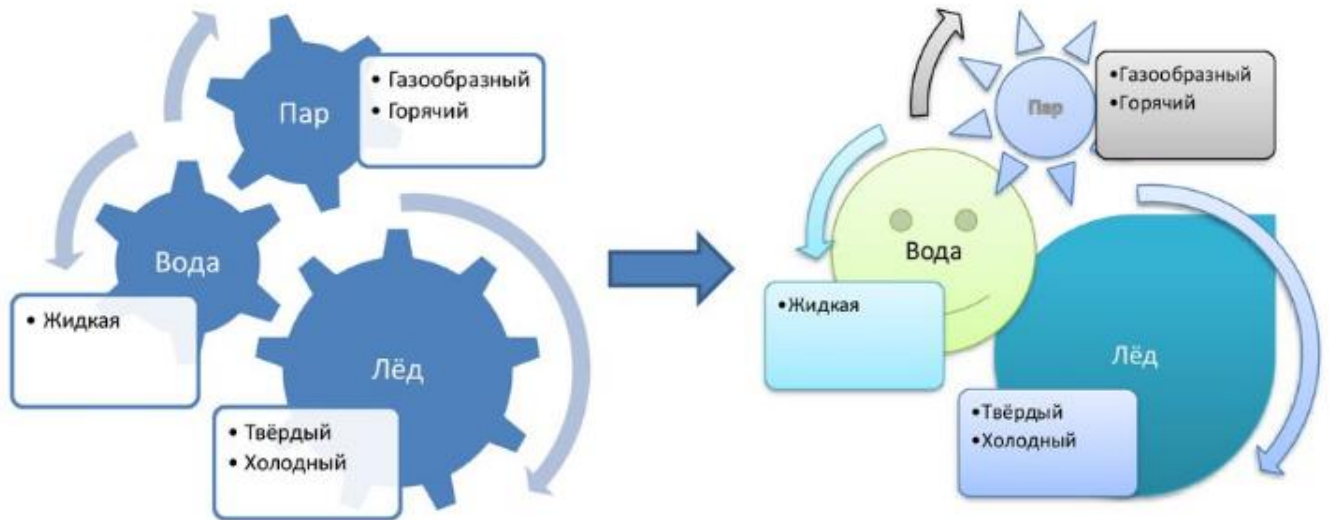 Пар
• Газообразный
• Горячий
Вода
• Жидкая
Лёд
• Твёрдый
• Холодный
Пар
•Газообразный
•Горячий
Вода
•Жидкая
Лёд
•Твёрдый
•Холодный